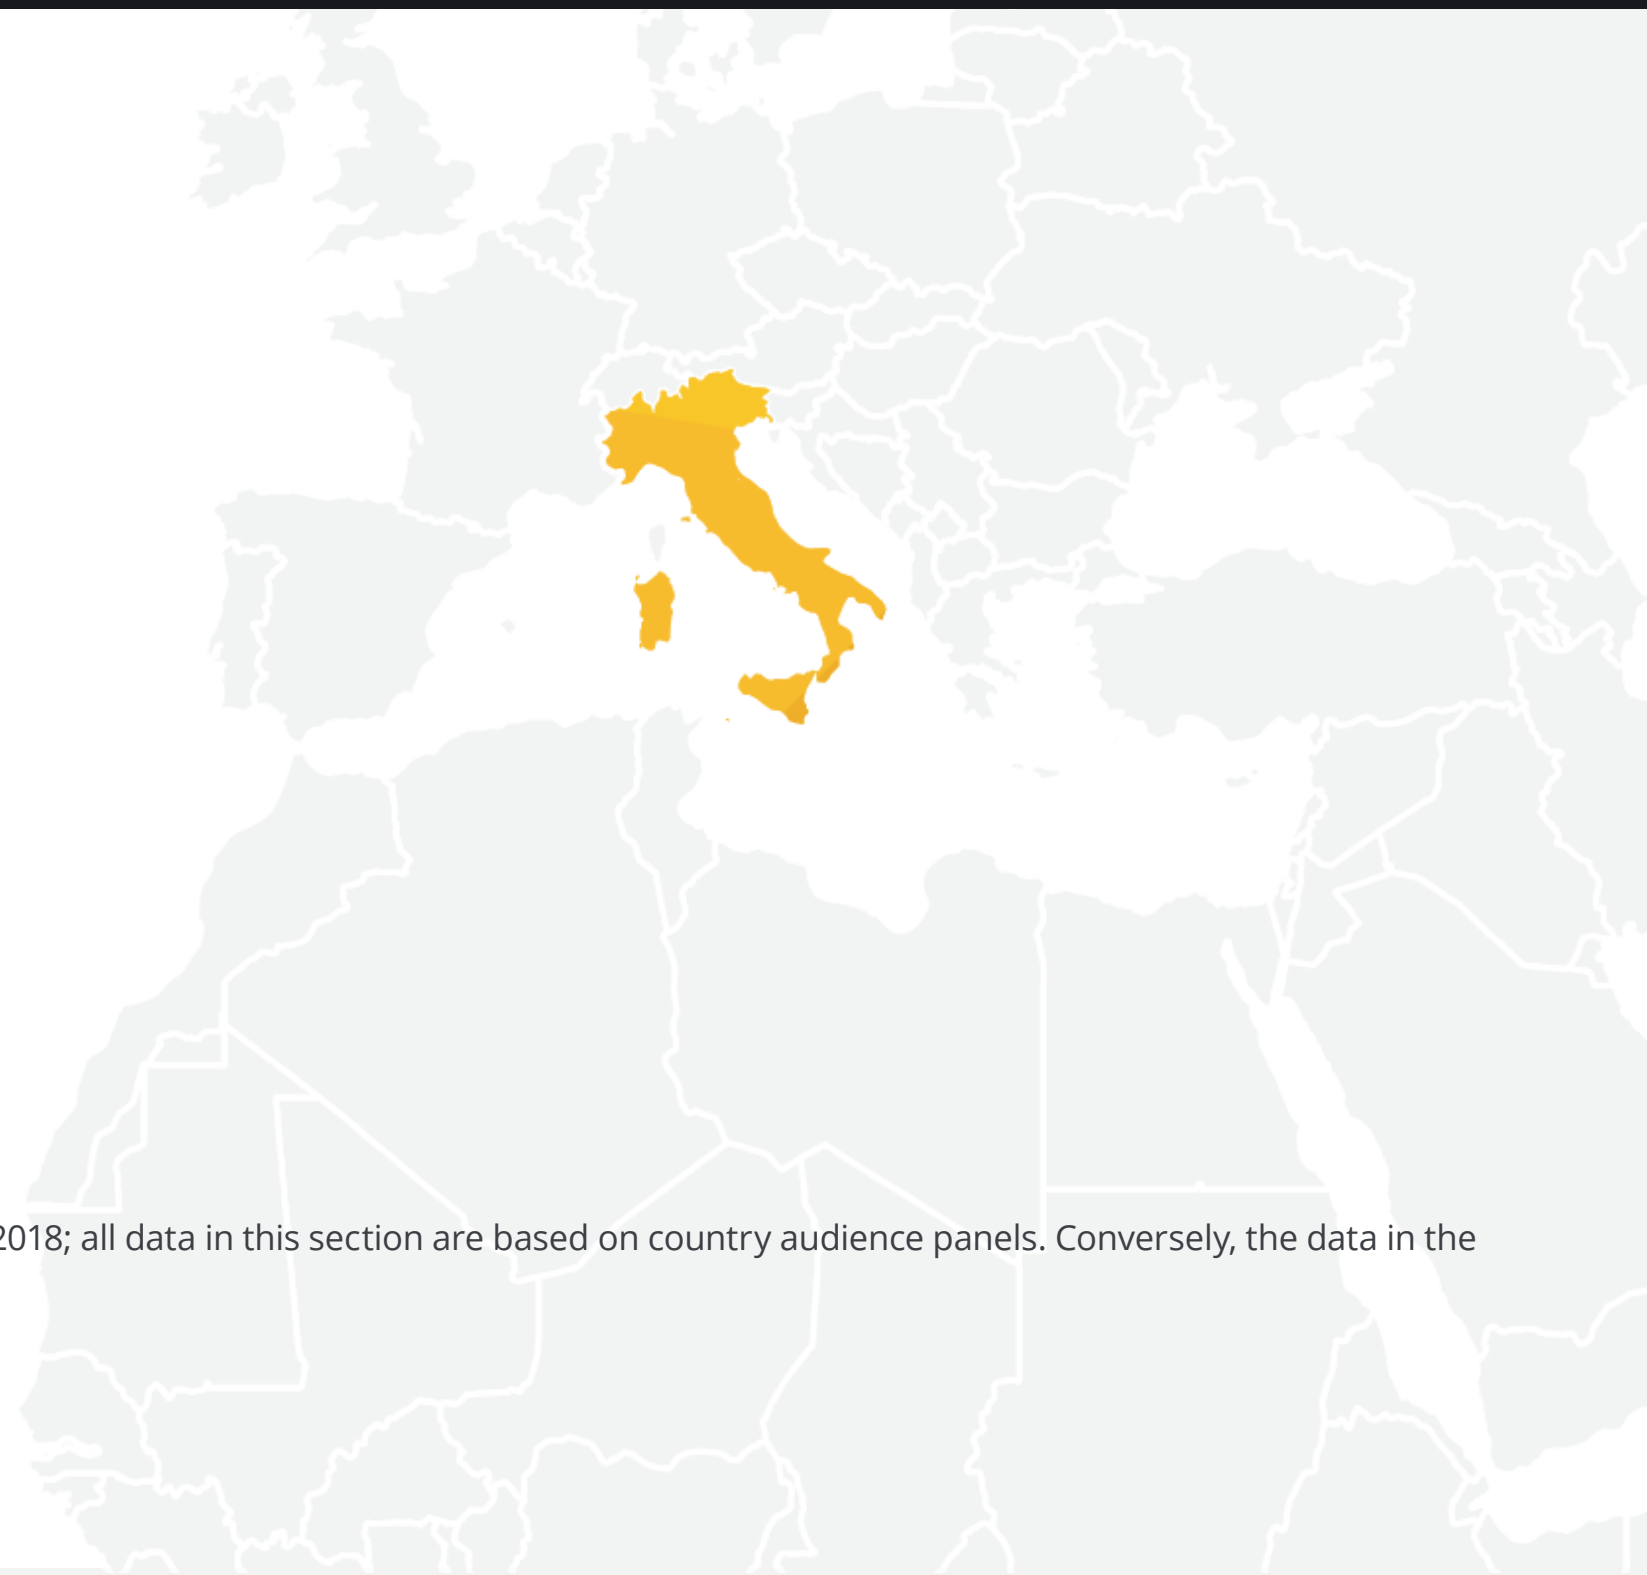 2018; all data in this section are based on country audience panels. Conversely, the data in the